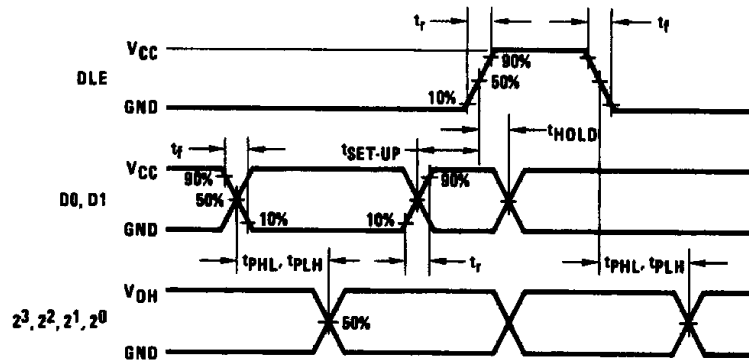 tr
tf
VCC
90%
DLE
50%
10%
GND
tHOLD
tf
tSET-UP
VCC
90%
90%
D0, D1
50%
10%
10%
GND
tPHL, tPLH
tr
tPHL, tPLH
VOH
2³, 2², 2¹, 2⁰
50%
GND